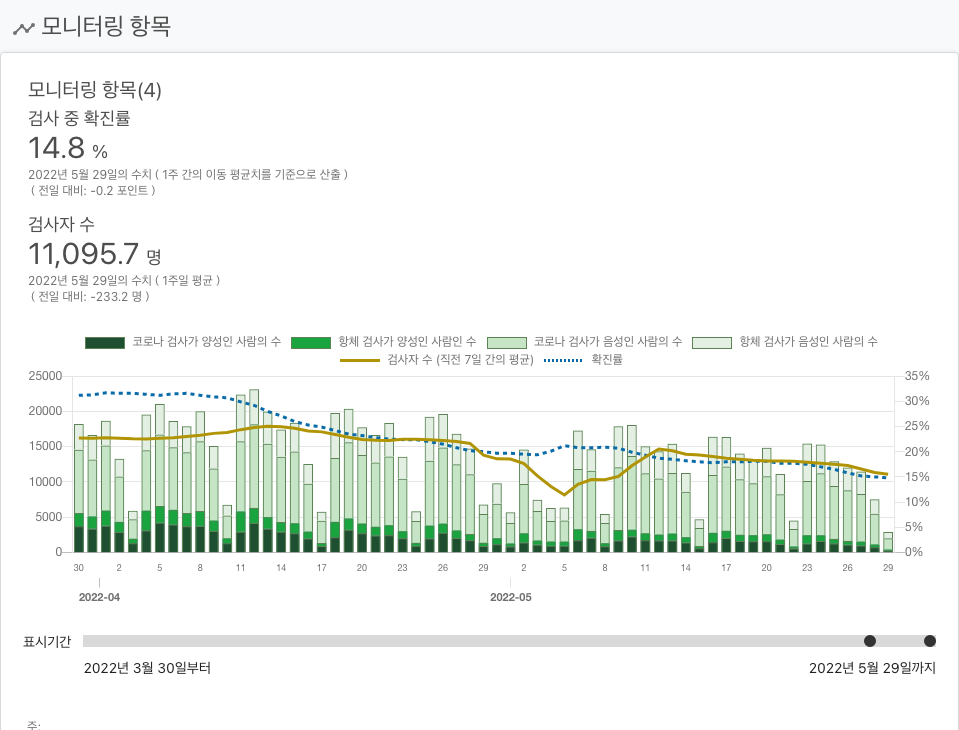 모니터링 항목
모니터링 항목(4)
검사 중 확진률
14.8 %
2022년 5월 29일의 수치 ( 1주 간의 이동 평균치를 기준으로 산출 )
( 전일 대비: -0.2 포인트 )
검사자 수
11,095.7 명
2022년 5월 29일의 수치 ( 1주일 평균 )
( 전일 대비: -233.2 명 )
코로나 검사가 양성인 사람의 수 항체 검사가 양성인 사람인 수 코로나 검사가 음성인 사람의 수 항체 검사가 음성인 사람의 수
검사자 수 (직전 7일 간의 평균) 확진률
25000 35%
20000 30%
25%
15000 20%
10000 15%
10%
5000 5%
0 0%
30 2 5 8 11 14 17 20 23 26 29 2 5 8 11 14 17 20 23 26 29
2022-04 2022-05
표시기간
2022년 3월 30일부터 2022년 5월 29일까지
주: